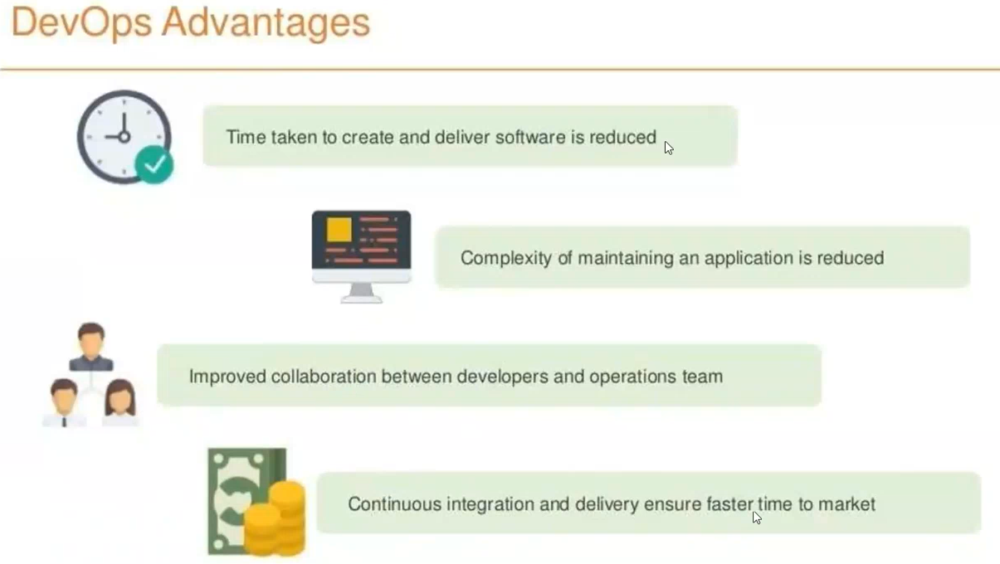 DevOps Advantages
Time taken to create and deliver software is reduced
Complexity of maintaining an application is reduced
Improved collaboration between developers and operations team
Continuous integration and delivery ensure faster time to market